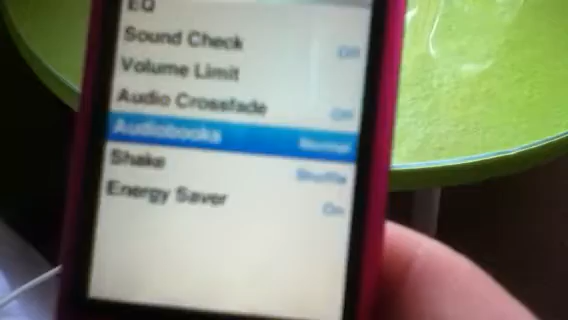 EQ
Sound Check Off
Volume Limit
Audio Crossfade Off
Audiobooks Normal
Shake Shuffle
Energy Saver On